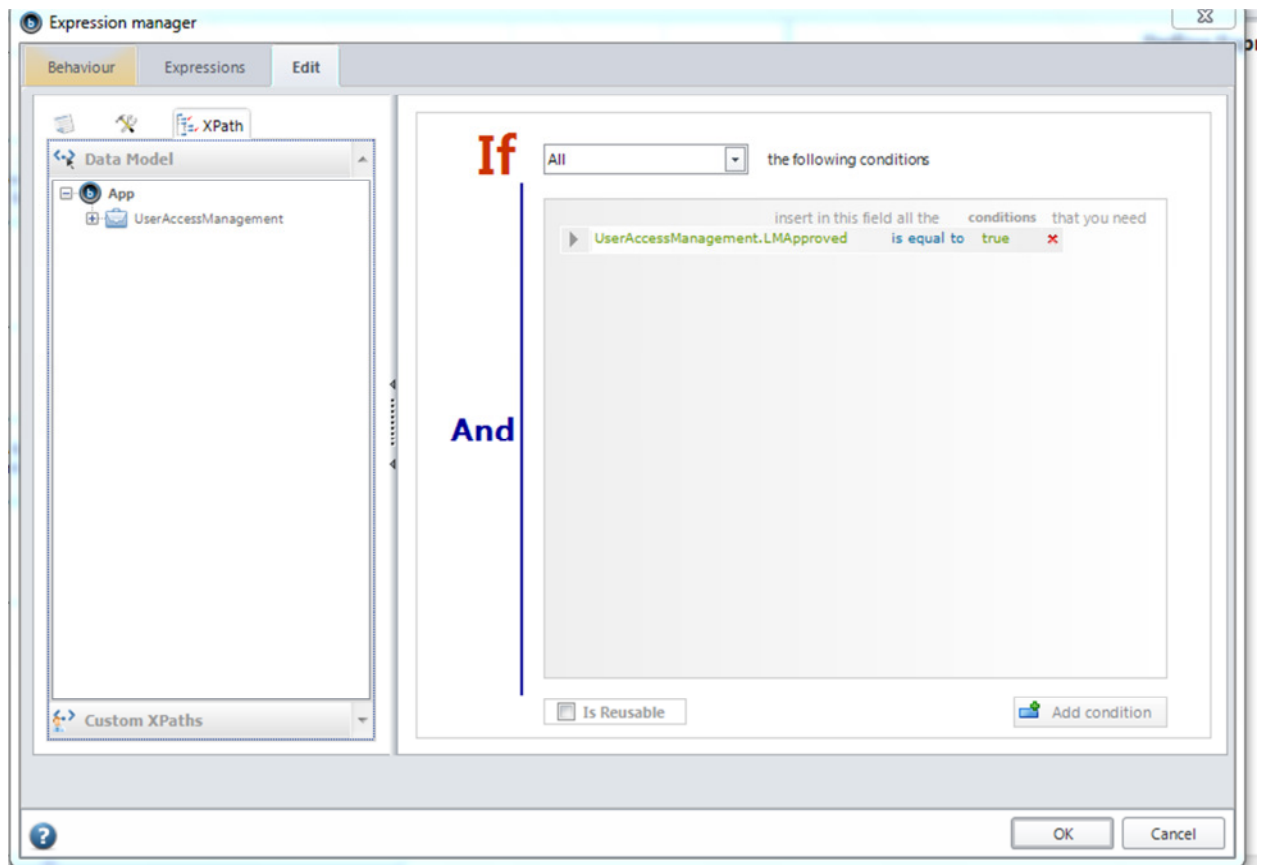 Expression manager
Behaviour Expressions Edit
XPath
Data Model
App
UserAccessManagement
Custom XPaths
If All the following conditions
insert in this field all the conditions that you need
UserAccessManagement.LMApproved is equal to true
And
Is Reusable
Add condition
OK Cancel